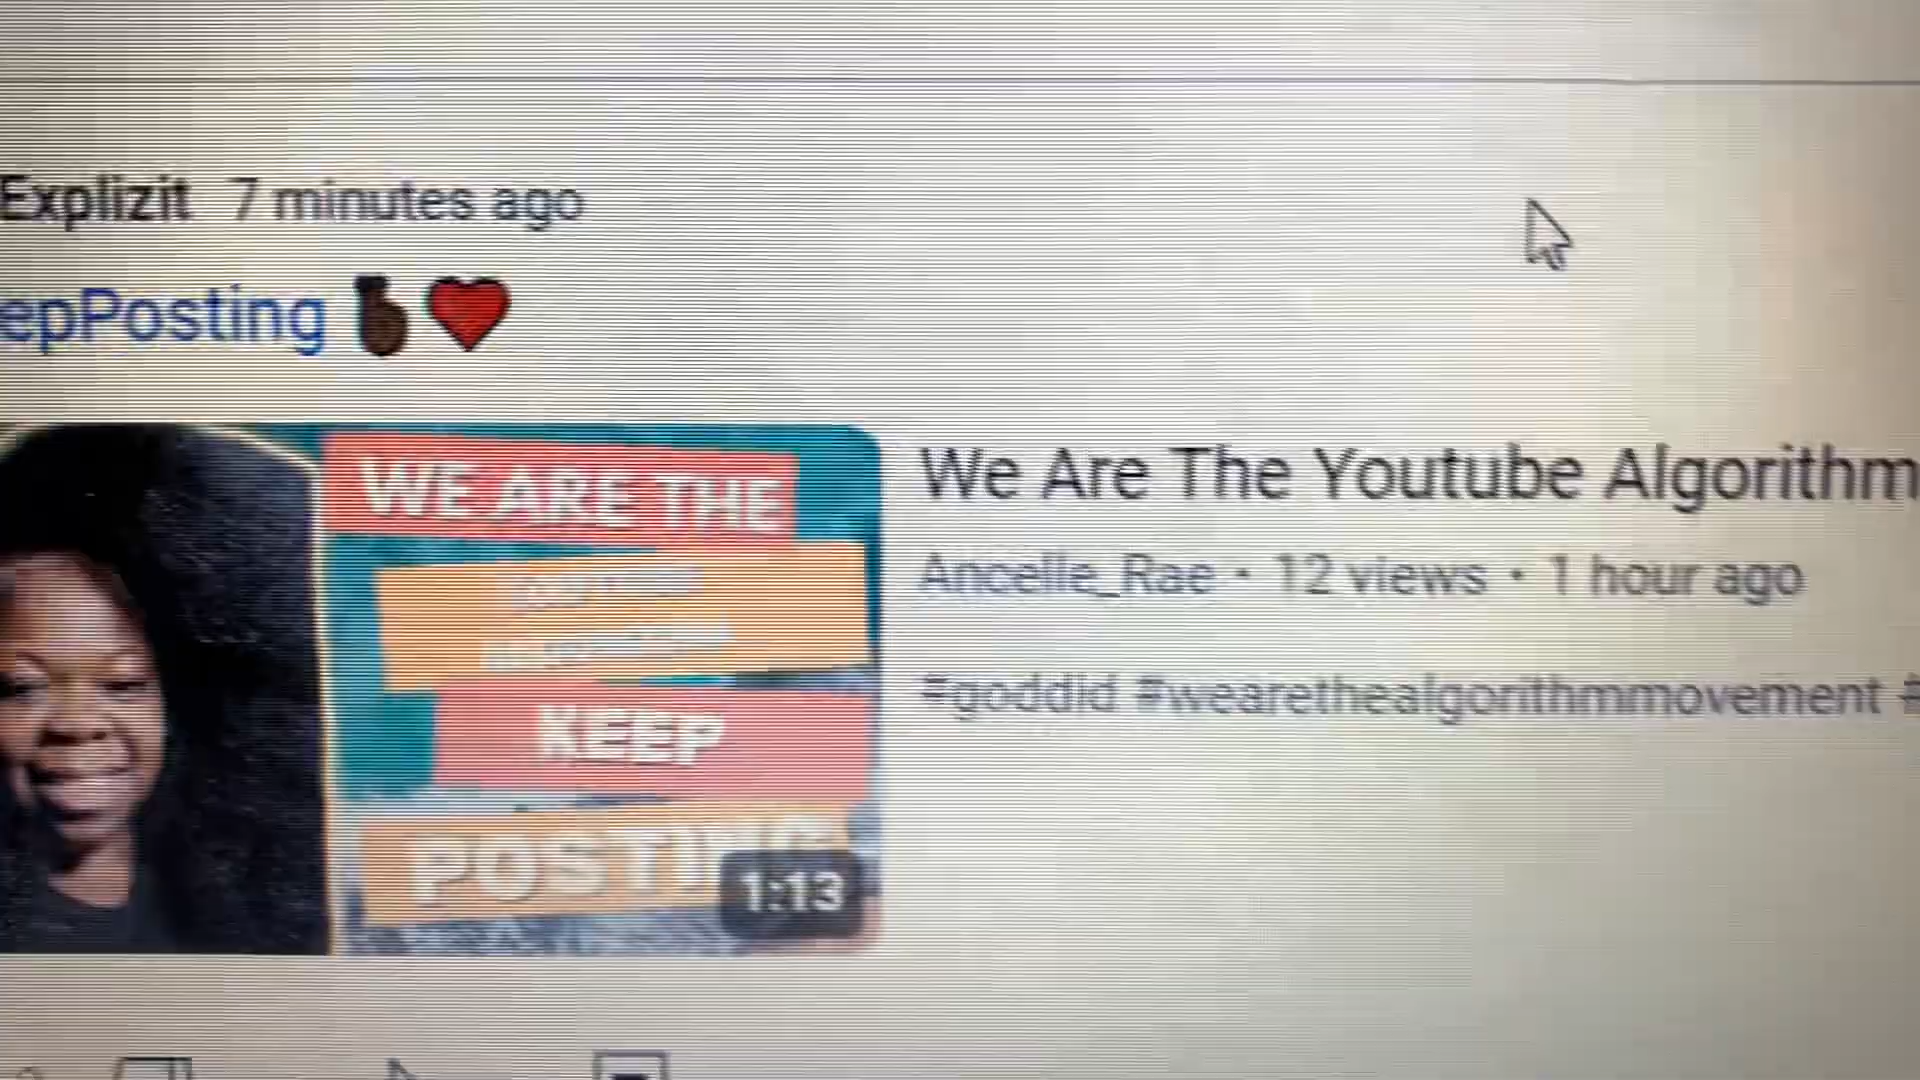 Explizit 7 minutes ago
epPosting
WE ARE THE
KEEP
POSTING
1:13
We Are The Youtube Algorithm
Ancelle_Rae • 12 views • 1 hour ago
#goddid #wearethealgorithmmovement #